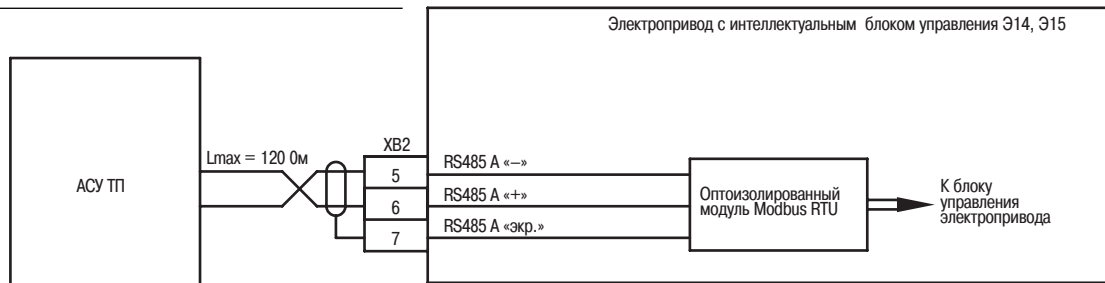 Электропривод с интеллектуальным блоком управления Э14, Э15
АСУ ТП
Lmax = 120 Ом
XB2
5
6
7
RS485 A «–»
RS485 A «+»
RS485 A «экр.»
Оптоизолированный
модуль Modbus RTU
К блоку
управления
электропривода